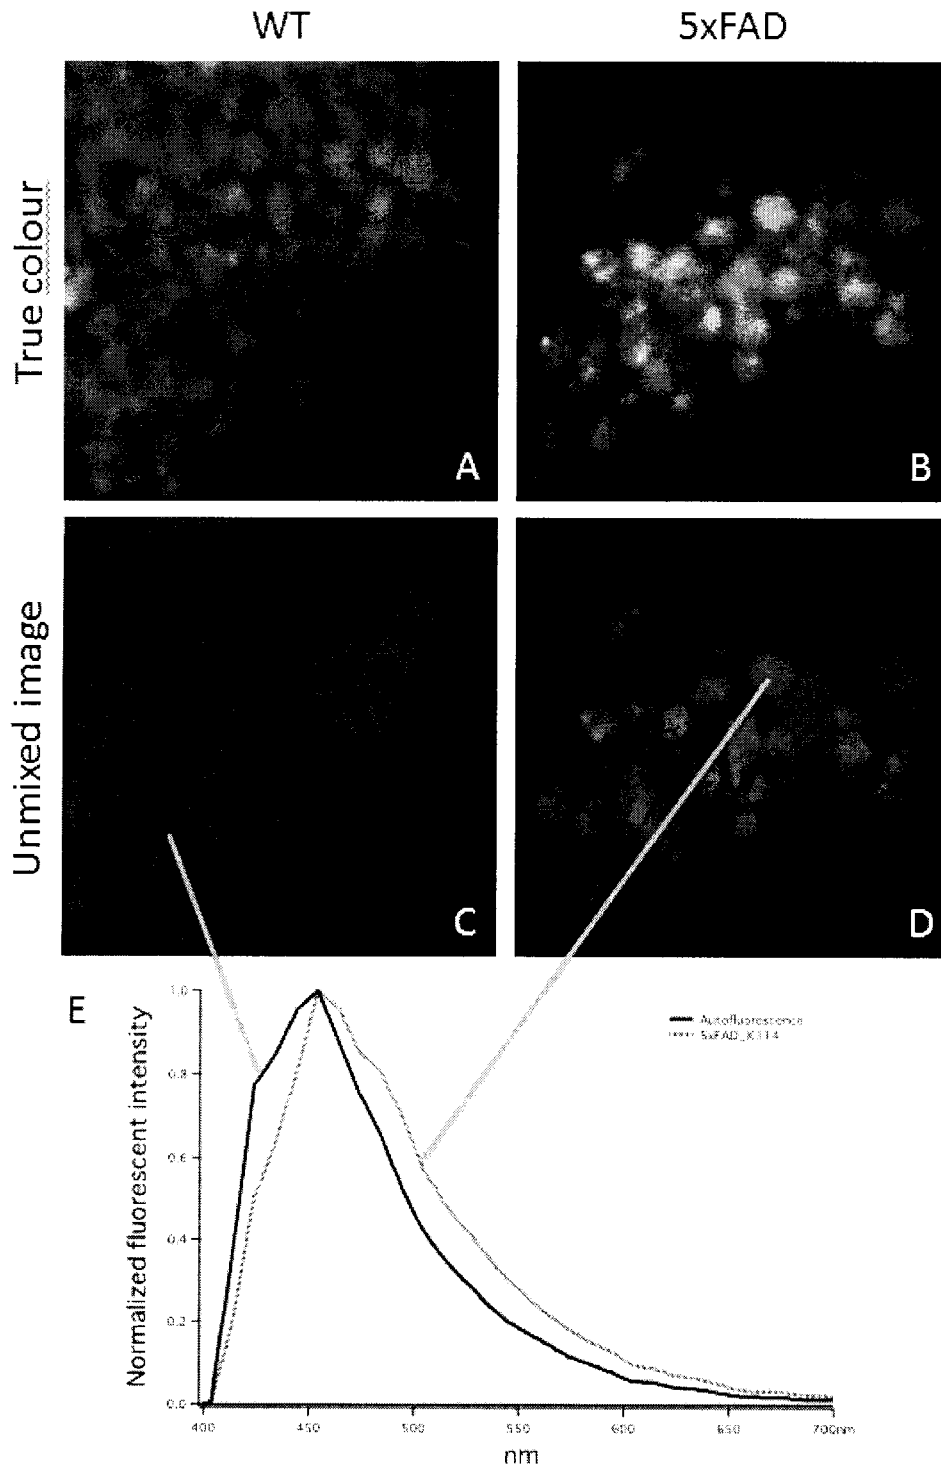 WT 5xFAD
True colour
A
B
Unmixed image
C
D
E
Normalized fluorescent intensity
1.0
0.8
0.6
0.4
0.2
0.0
Autofluorescence
5xFAD_K114
400 450 500 550 600 650 700nm
nm